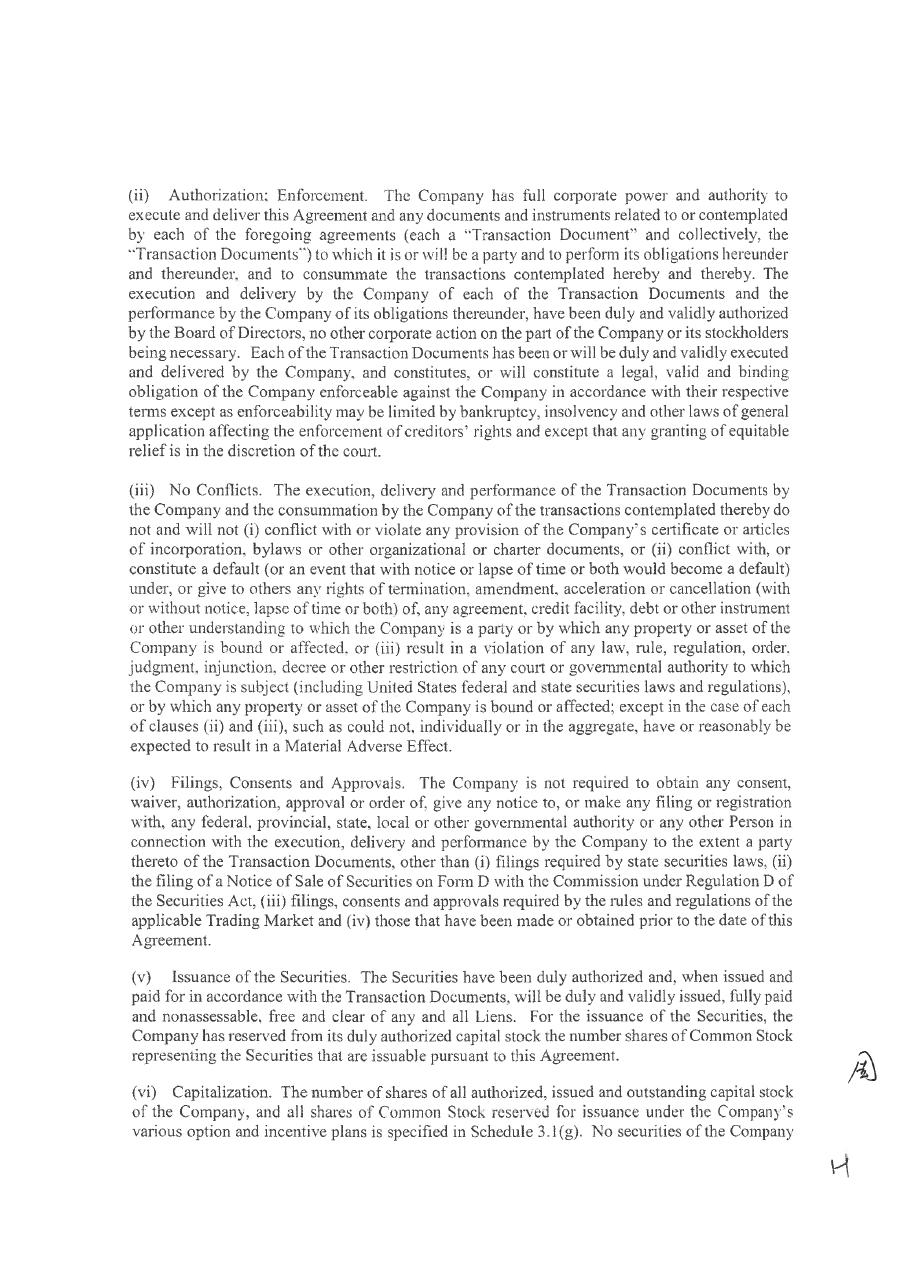 (ii) Authorization; Enforcement. The Company has full corporate power and authority to
execute and deliver this Agreement and any documents and instruments related to or contemplated
by each of the foregoing agreements (each a “Transaction Document” and collectively, the
“Transaction Documents”) to which it is or will be a party and to perform its obligations hereunder
and thereunder, and to consummate the transactions contemplated hereby and thereby. The
execution and delivery by the Company of each of the Transaction Documents and the
performance by the Company of its obligations thereunder, have been duly and validly authorized
by the Board of Directors, no other corporate action on the part of the Company or its stockholders
being necessary. Each of the Transaction Documents has been or will be duly and validly executed
and delivered by the Company, and constitutes, or will constitute a legal, valid and binding
obligation of the Company enforceable against the Company in accordance with their respective
terms except as enforceability may be limited by bankruptcy, insolvency and other laws of general
application affecting the enforcement of creditors’ rights and except that any granting of equitable
relief is in the discretion of the court.
(iii) No Conflicts. The execution, delivery and performance of the Transaction Documents by
the Company and the consummation by the Company of the transactions contemplated thereby do
not and will not (i) conflict with or violate any provision of the Company’s certificate or articles
of incorporation, bylaws or other organizational or charter documents, or (ii) conflict with, or
constitute a default (or an event that with notice or lapse of time or both would become a default)
under, or give to others any rights of termination, amendment, acceleration or cancellation (with
or without notice, lapse of time or both) of, any agreement, credit facility, debt or other instrument
or other understanding to which the Company is a party or by which any property or asset of the
Company is bound or affected, or (iii) result in a violation of any law, rule, regulation, order,
judgment, injunction, decree or other restriction of any court or governmental authority to which
the Company is subject (including United States federal and state securities laws and regulations),
or by which any property or asset of the Company is bound or affected; except in the case of each
of clauses (ii) and (iii), such as could not, individually or in the aggregate, have or reasonably be
expected to result in a Material Adverse Effect.
(iv) Filings, Consents and Approvals. The Company is not required to obtain any consent,
waiver, authorization, approval or order of, give any notice to, or make any filing or registration
with, any federal, provincial, state, local or other governmental authority or any other Person in
connection with the execution, delivery and performance by the Company to the extent a party
thereto of the Transaction Documents, other than (i) filings required by state securities laws, (ii)
the filing of a Notice of Sale of Securities on Form D with the Commission under Regulation D of
the Securities Act, (iii) filings, consents and approvals required by the rules and regulations of the
applicable Trading Market and (iv) those that have been made or obtained prior to the date of this
Agreement.
(v) Issuance of the Securities. The Securities have been duly authorized and, when issued and
paid for in accordance with the Transaction Documents, will be duly and validly issued, fully paid
and nonassessable, free and clear of any and all Liens. For the issuance of the Securities, the
Company has reserved from its duly authorized capital stock the number shares of Common Stock
representing the Securities that are issuable pursuant to this Agreement.
(vi) Capitalization. The number of shares of all authorized, issued and outstanding capital stock
of the Company, and all shares of Common Stock reserved for issuance under the Company’s
various option and incentive plans is specified in Schedule 3.1(g). No securities of the Company